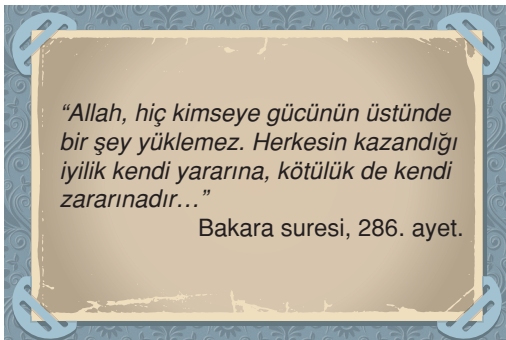 “Allah, hiç kimseye gücünün üstünde
bir şey yüklemez. Herkesin kazandığı
iyilik kendi yararına, kötülük de kendi
zararınadır…”
Bakara suresi, 286. ayet.